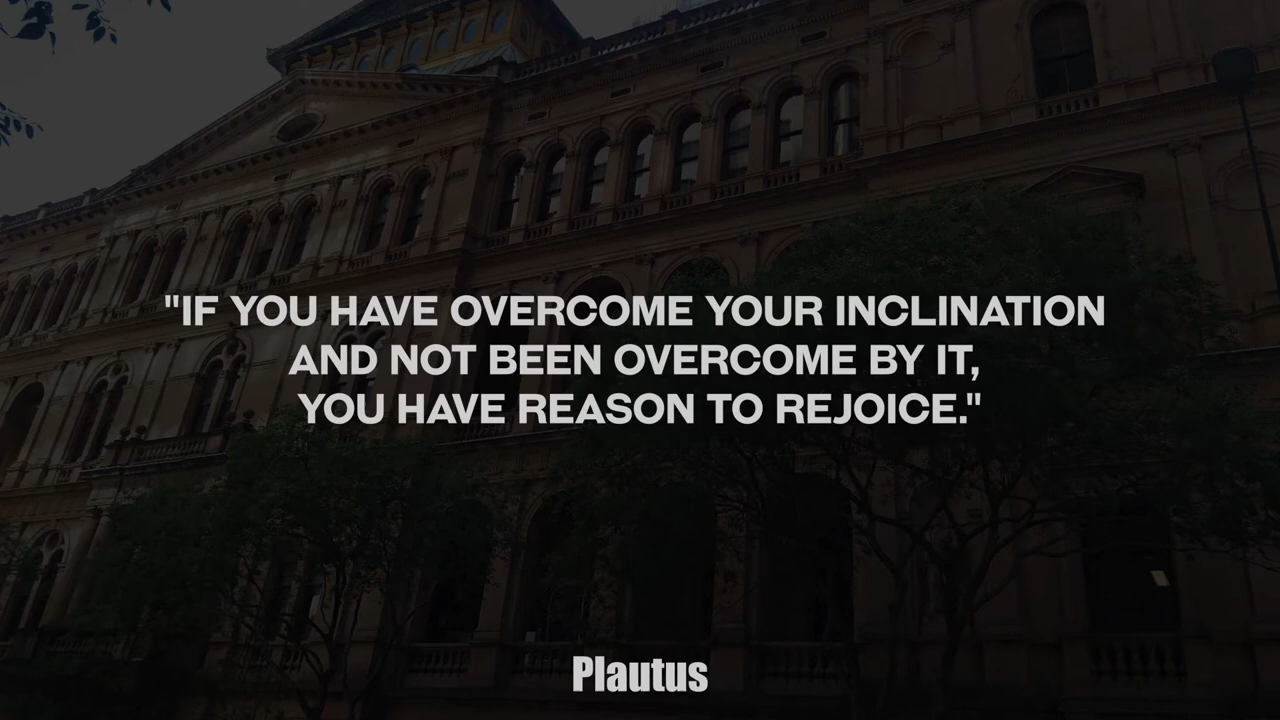 "IF YOU HAVE OVERCOME YOUR INCLINATION
AND NOT BEEN OVERCOME BY IT,
YOU HAVE REASON TO REJOICE."
Plautus